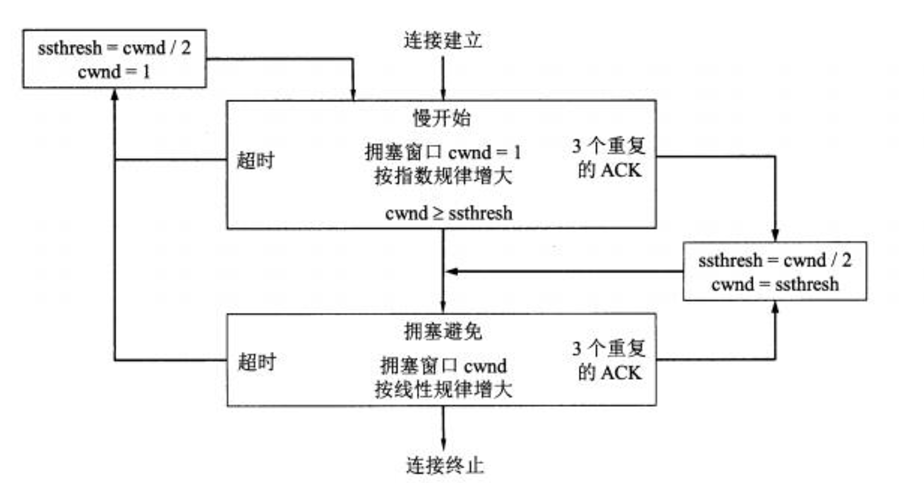 连接建立
ssthresh = cwnd / 2
cwnd = 1
慢开始
超时
拥塞窗口 cwnd = 1
按指数规律增大
3 个重复
的 ACK
cwnd ≥ ssthresh
ssthresh = cwnd / 2
cwnd = ssthresh
拥塞避免
超时
拥塞窗口 cwnd
按线性规律增大
3 个重复
的 ACK
连接终止